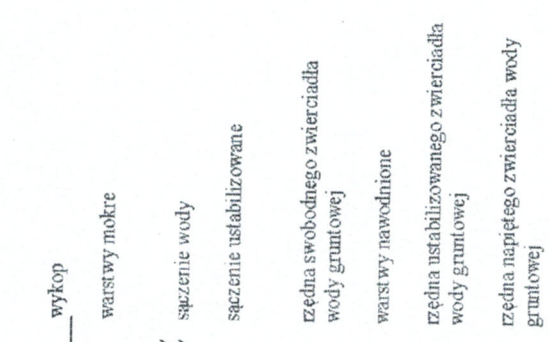 wykop
warstwy mokre
sączenie wody
sączenie ustabilizowane
rzędna swobodnego zwierciadła
wody gruntowej
warstwy nawodnione
rzędna ustabilizowanego zwierciadła
wody gruntowej
rzędna napiętego zwierciadła wody
gruntowej